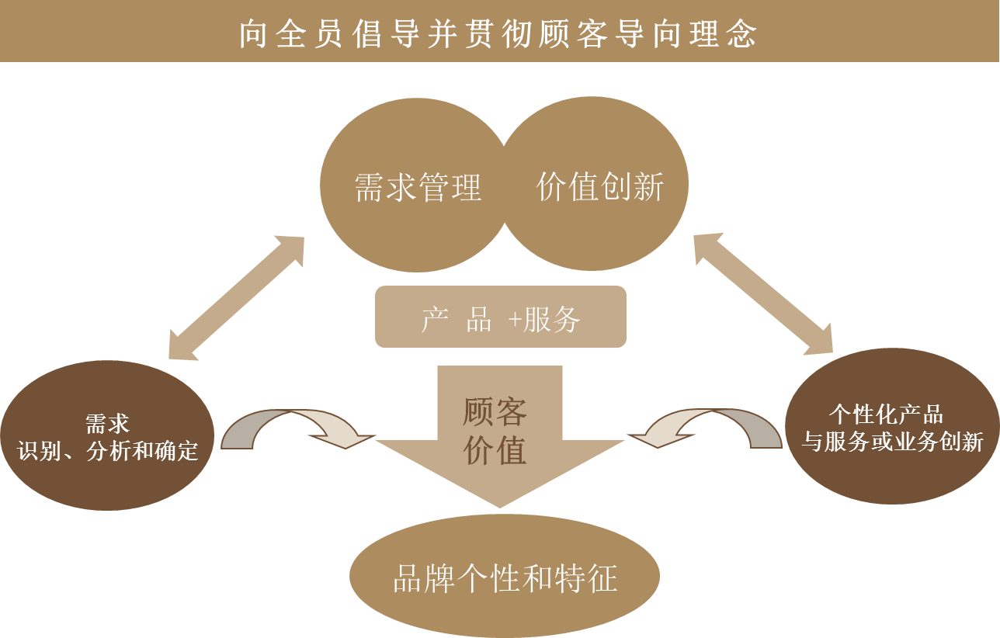 向全员倡导并贯彻顾客导向理念
需求管理
价值创新
产 品 +服务
顾客
价值
需求
识别、分析和确定
个性化产品
与服务或业务创新
品牌个性和特征